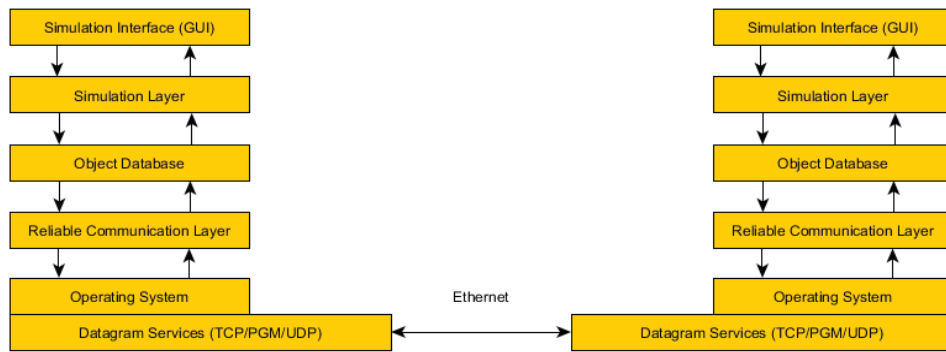 Simulation Interface (GUI)
Simulation Layer
Object Database
Reliable Communication Layer
Operating System
Datagram Services (TCP/PGM/UDP)
Ethernet
Simulation Interface (GUI)
Simulation Layer
Object Database
Reliable Communication Layer
Operating System
Datagram Services (TCP/PGM/UDP)